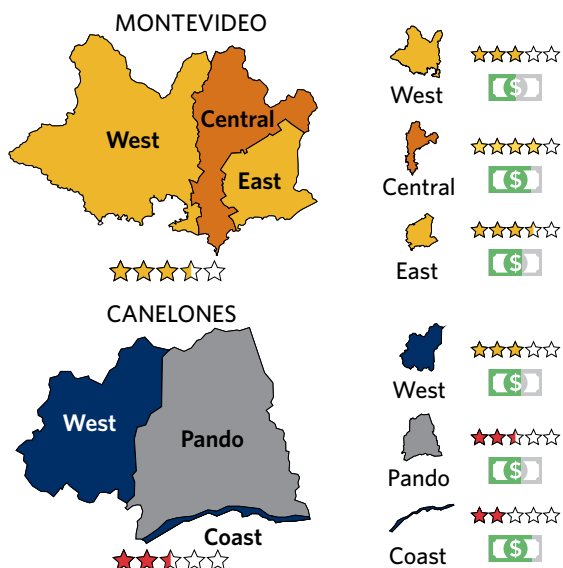 MONTEVIDEO
West
Central
East
West
$
Central
$
East
$
CANELONES
West
Pando
Coast
West
$
Pando
$
Coast
$